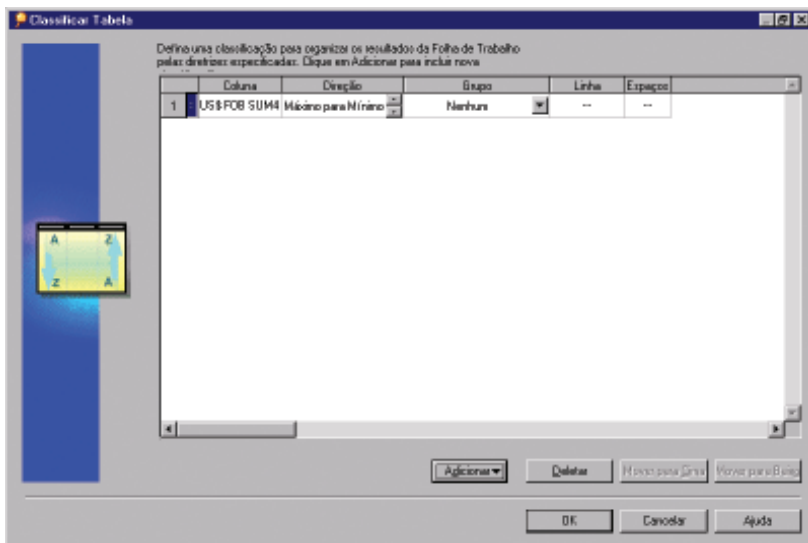 Classificar Tabela
Defina uma classificação para organizar os resultados da Folha de Trabalho
pelas diretrizes especificadas. Clique em Adicionar para incluir nova
Coluna Direção Grupo Linha Espaços
1 US$ FOB SUM4 Máximo para Mínimo Nenhum -- --
A Z
Z A
Adicionar Deletar Mover para Cima Mover para Baixo
OK Cancelar Ajuda